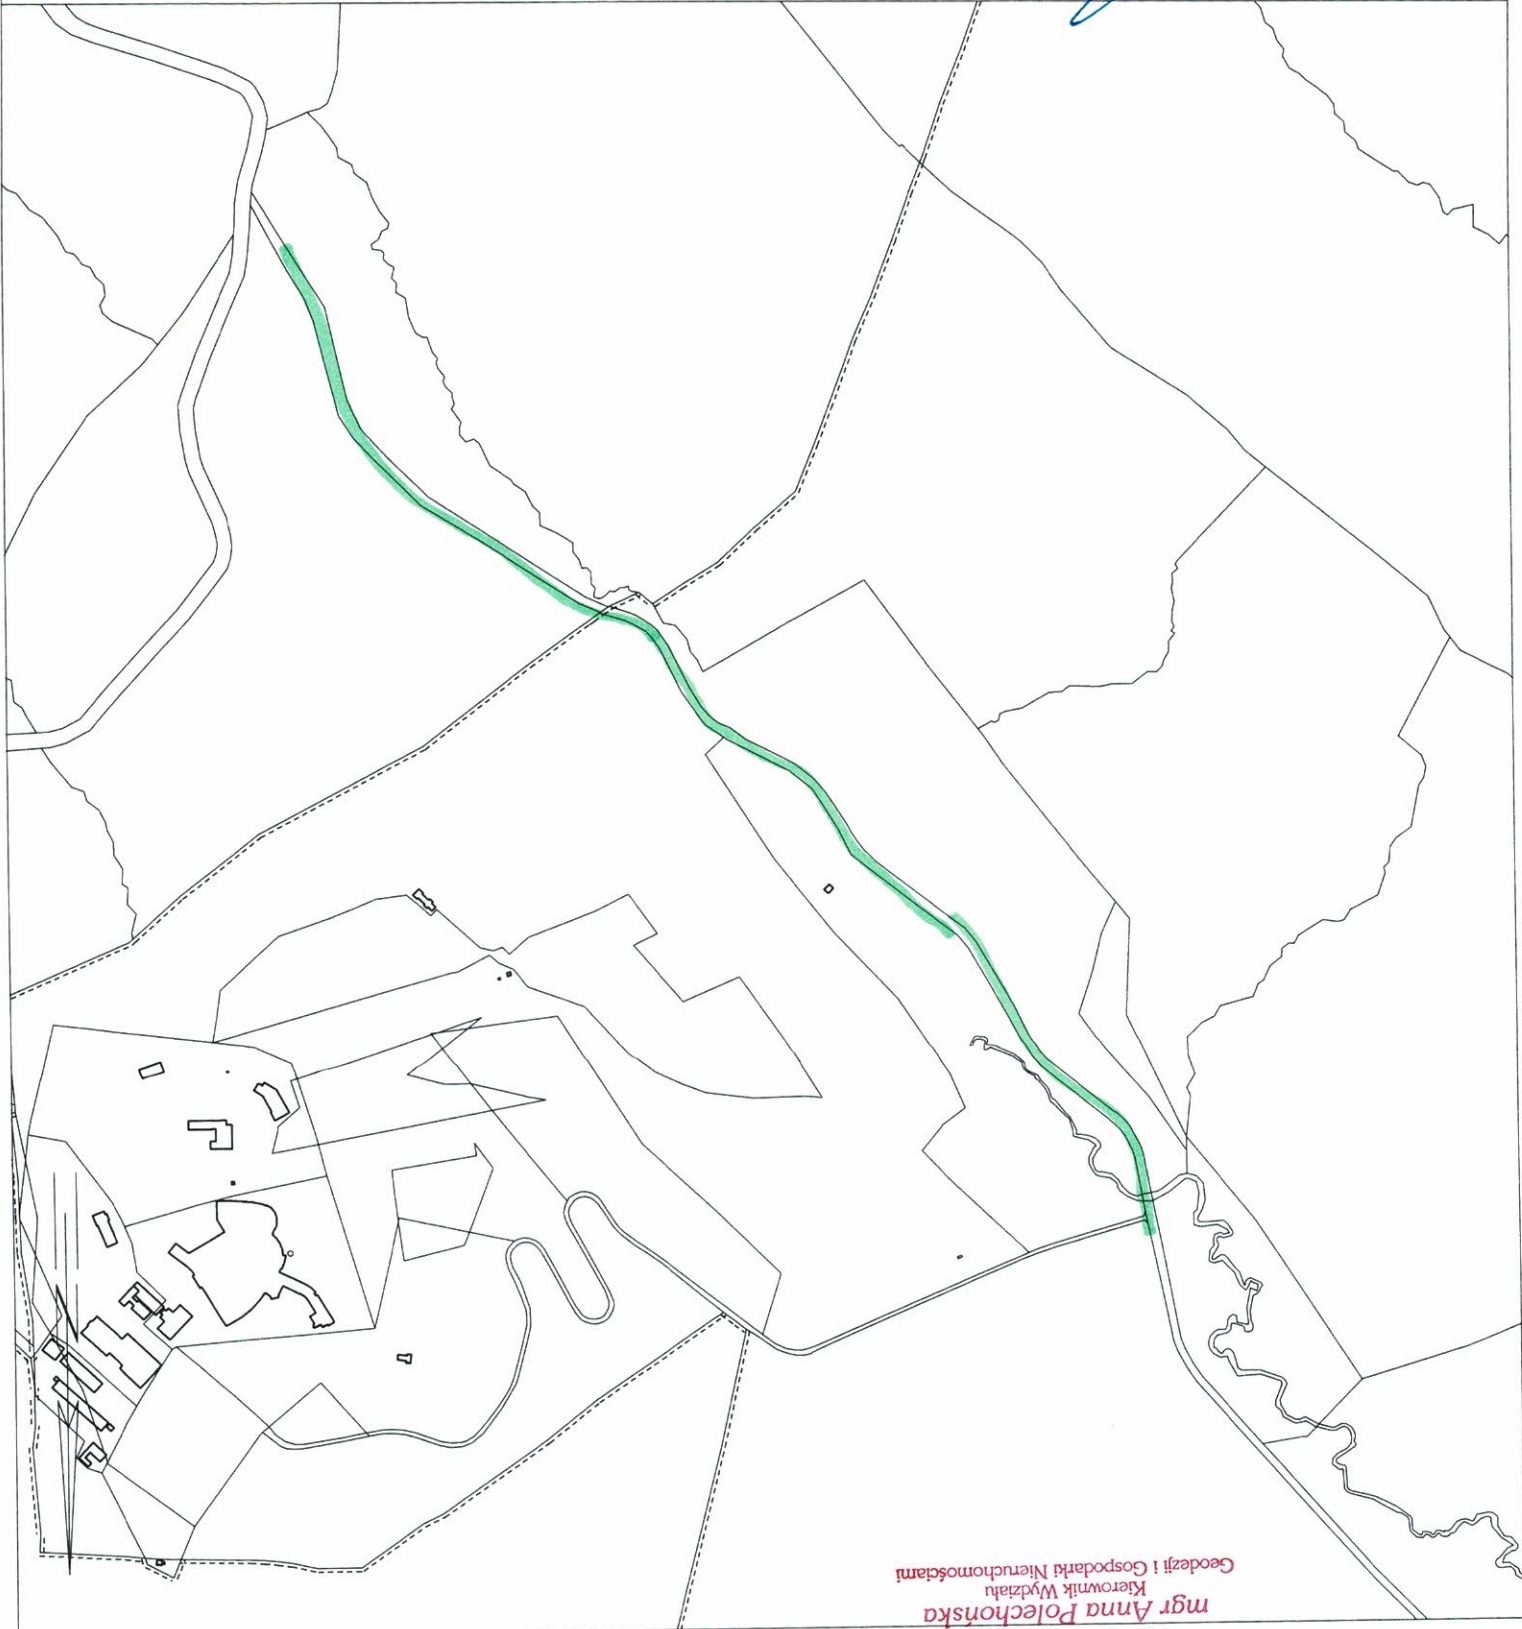 mgr Anna Polechońska
Kierownik Wydziału
Geodezji i Gospodarki Nieruchomościami